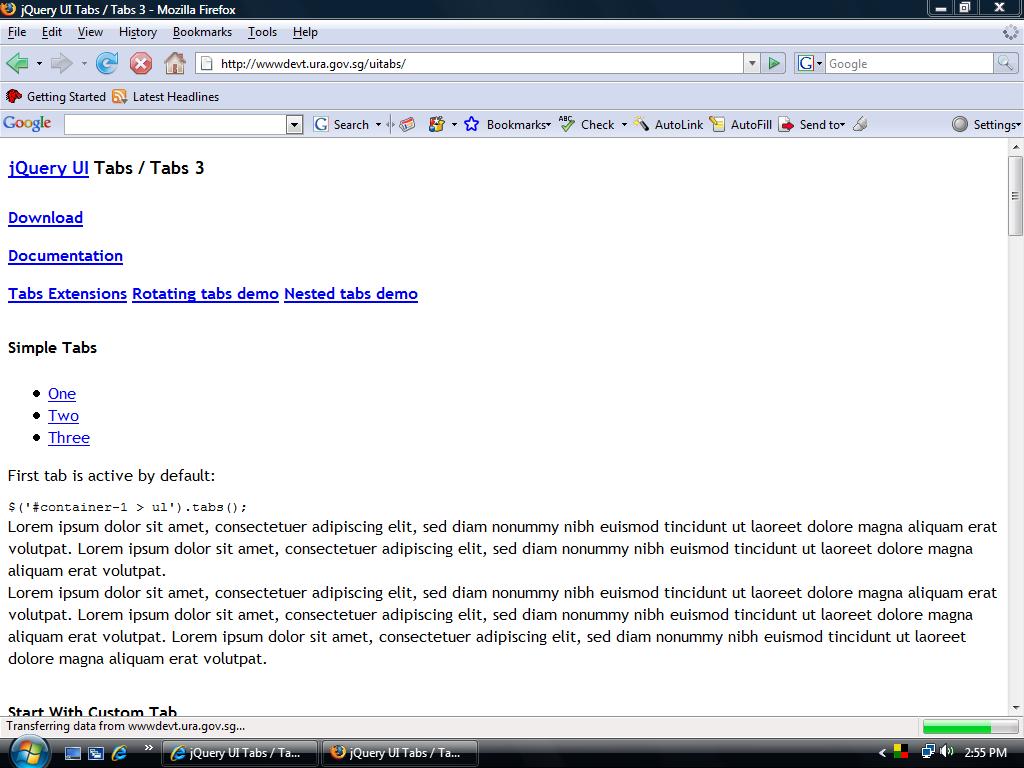 jQuery UI Tabs / Tabs 3 - Mozilla Firefox
File Edit View History Bookmarks Tools Help
http://wwwdevt.ura.gov.sg/uitabs/ G Google
Getting Started Latest Headlines
Google G Search Bookmarks ABC Check AutoLink AutoFill Send to Settings
jQuery UI Tabs / Tabs 3
Download
Documentation
Tabs Extensions Rotating tabs demo Nested tabs demo
Simple Tabs
One
Two
Three
First tab is active by default:
$('#container-1 > ul').tabs();
Lorem ipsum dolor sit amet, consectetuer adipiscing elit, sed diam nonummy nibh euismod tincidunt ut laoreet dolore magna aliquam erat
volutpat. Lorem ipsum dolor sit amet, consectetuer adipiscing elit, sed diam nonummy nibh euismod tincidunt ut laoreet dolore magna
aliquam erat volutpat.
Lorem ipsum dolor sit amet, consectetuer adipiscing elit, sed diam nonummy nibh euismod tincidunt ut laoreet dolore magna aliquam erat
volutpat. Lorem ipsum dolor sit amet, consectetuer adipiscing elit, sed diam nonummy nibh euismod tincidunt ut laoreet dolore magna
aliquam erat volutpat. Lorem ipsum dolor sit amet, consectetuer adipiscing elit, sed diam nonummy nibh euismod tincidunt ut laoreet
dolore magna aliquam erat volutpat.
Start With Custom Tab
Transferring data from wwwdevt.ura.gov.sg...
» jQuery UI Tabs / Ta... jQuery UI Tabs / Ta... < 2:55 PM